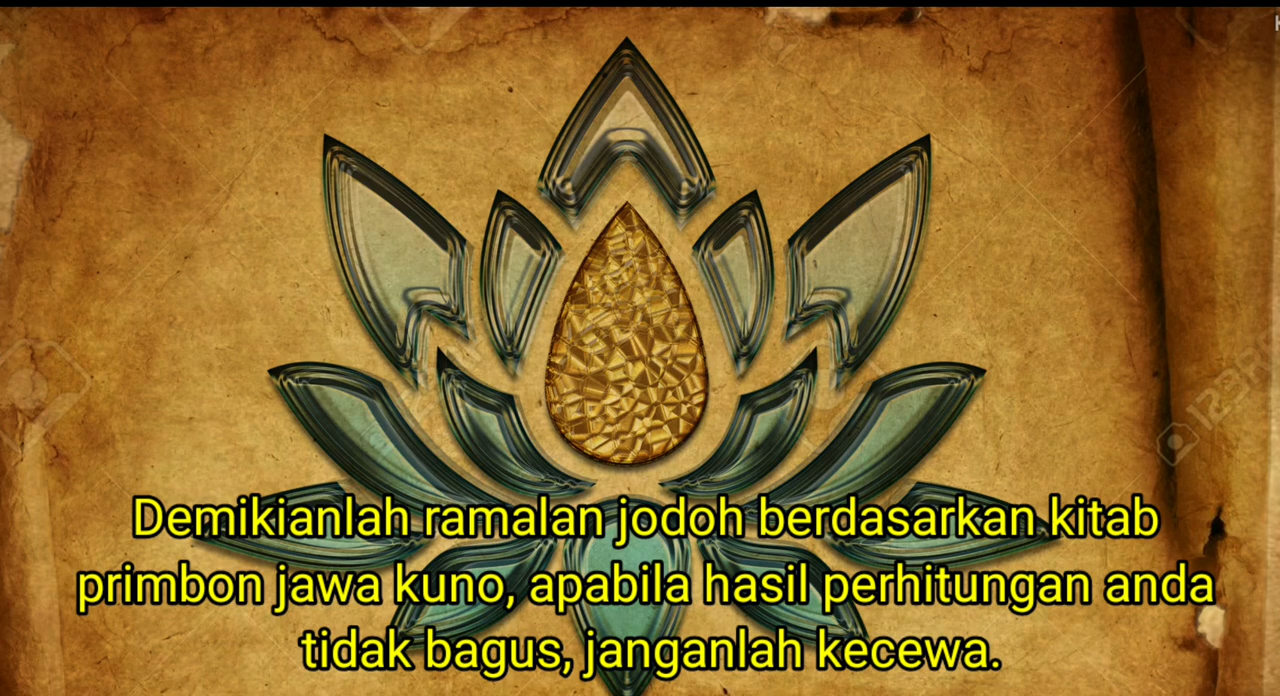 Demikianlah ramalan jodoh berdasarkan kitab
primbon jawa kuno, apabila hasil perhitungan anda
tidak bagus, janganlah kecewa.